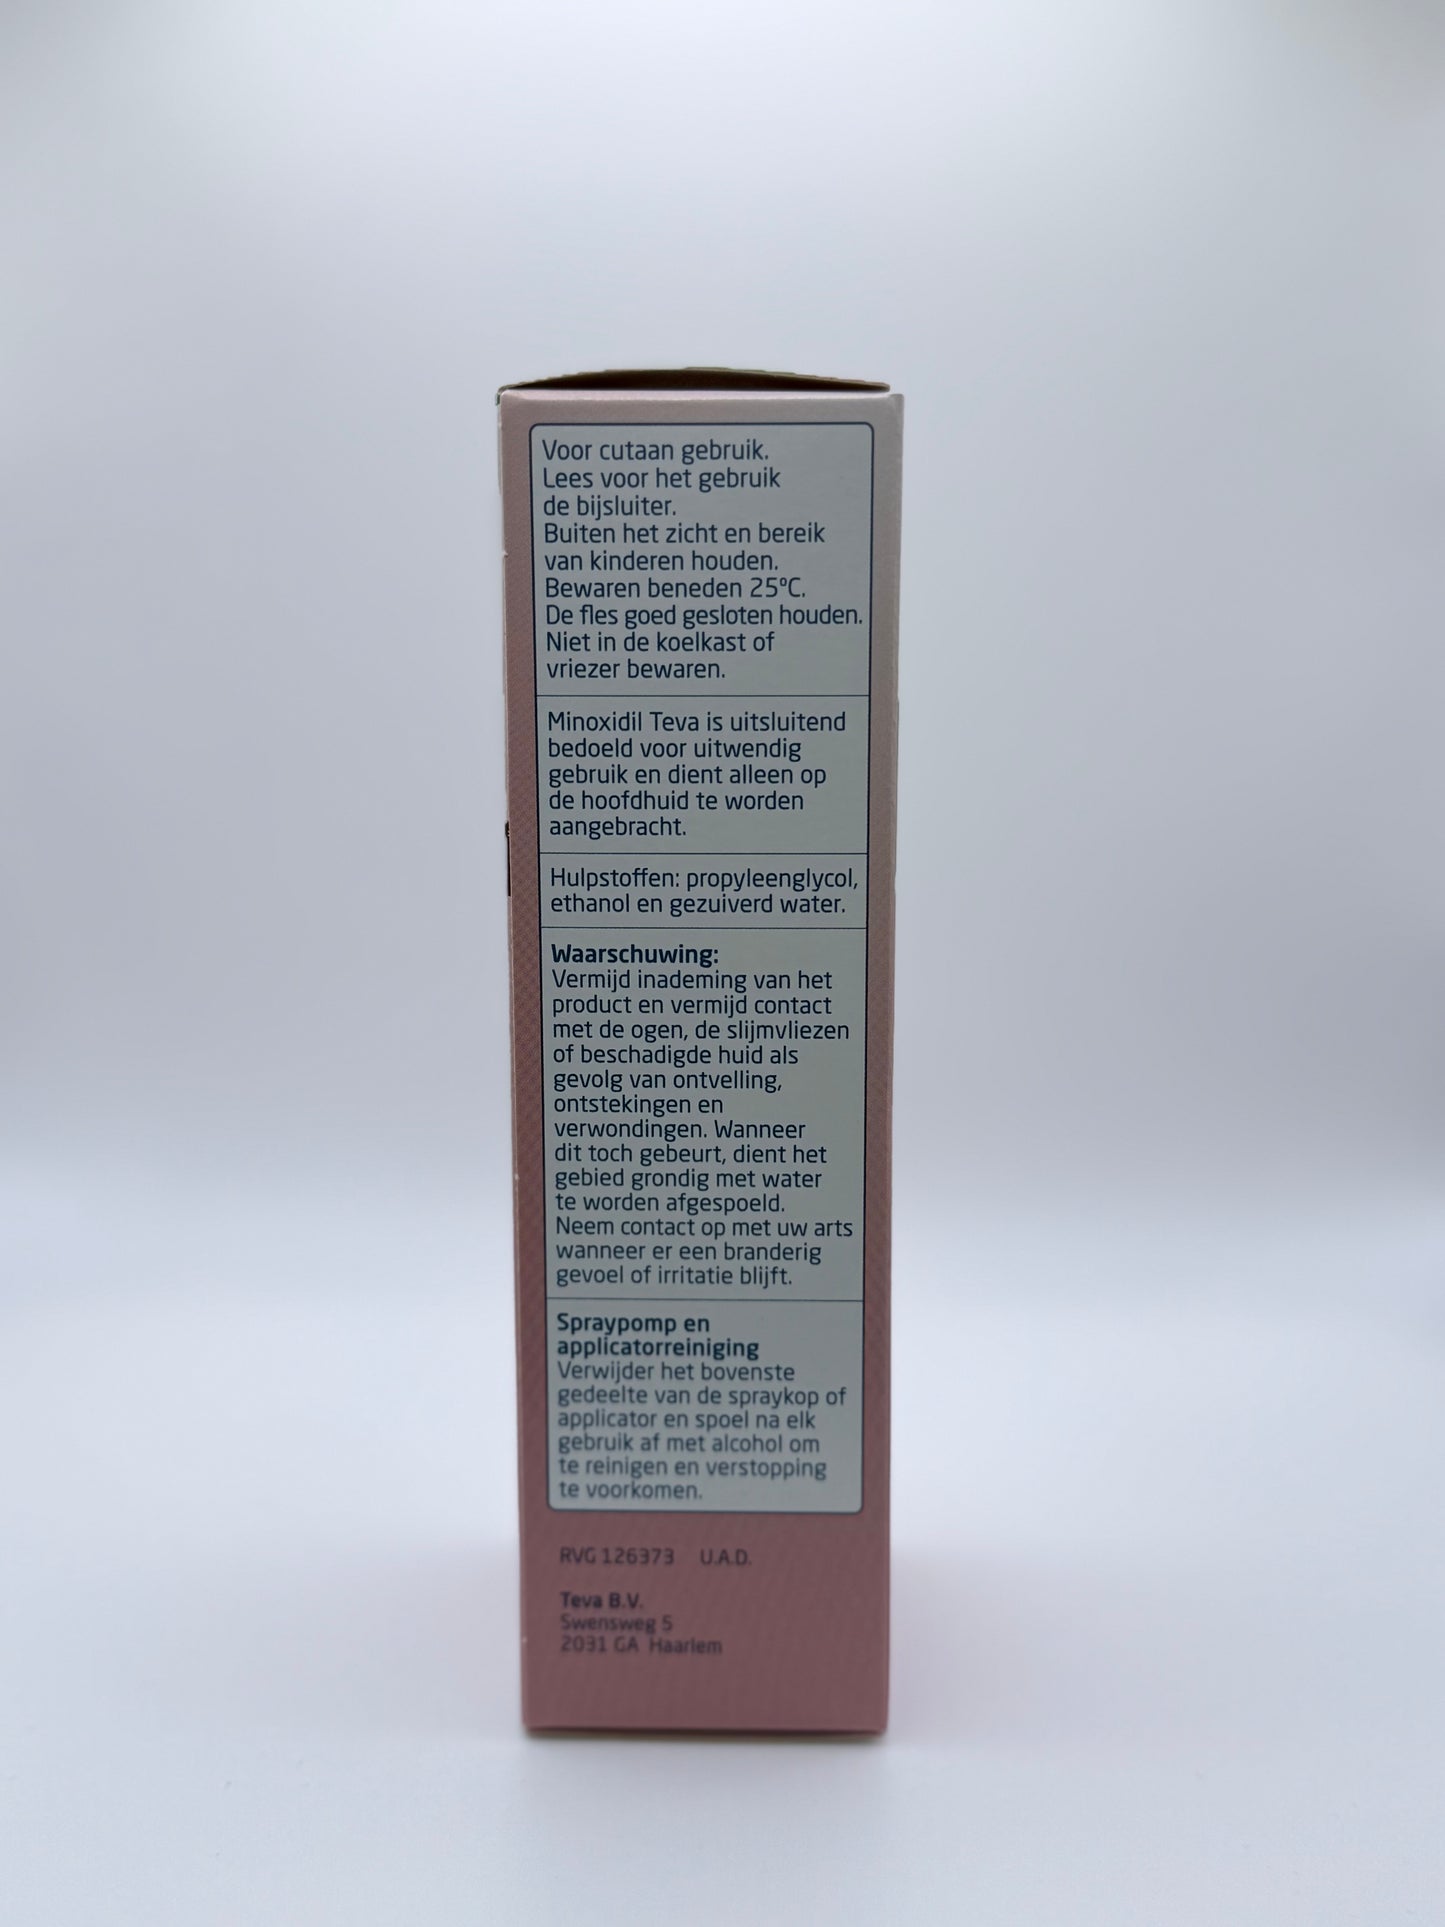 Voor cutaan gebruik.
Lees voor het gebruik
de bijsluiter.
Buiten het zicht en bereik
van kinderen houden.
Bewaren beneden 25°C.
De fles goed gesloten houden.
Niet in de koelkast of
vriezer bewaren.
Minoxidil Teva is uitsluitend
bedoeld voor uitwendig
gebruik en dient alleen op
de hoofdhuid te worden
aangebracht.
Hulpstoffen: propyleenglycol,
ethanol en gezuiverd water.
Waarschuwing:
Vermijd inademing van het
product en vermijd contact
met de ogen, de slijmvliezen
of beschadigde huid als
gevolg van ontvelling,
ontstekingen en
verwondingen. Wanneer
dit toch gebeurt, dient het
gebied grondig met water
te worden afgespoeld.
Neem contact op met uw arts
wanneer er een branderig
gevoel of irritatie blijft.
Spraypomp en
applicatorreiniging
Verwijder het bovenste
gedeelte van de spraykop of
applicator en spoel na elk
gebruik af met alcohol om
te reinigen en verstopping
te voorkomen.
RVG 126373 U.A.D.
Teva B.V.
Swensweg 5
2031 GA Haarlem